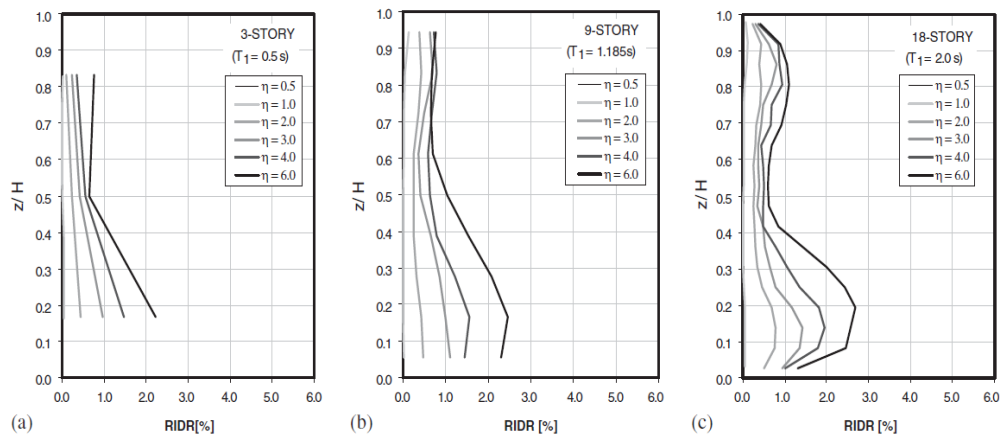 3-STORY
(T1 = 0.5 s)
η = 0.5
η = 1.0
η = 2.0
η = 3.0
η = 4.0
η = 6.0
1.0
0.9
0.8
0.7
0.6
0.5
0.4
0.3
0.2
0.1
0.0
z / H
0.0 1.0 2.0 3.0 4.0 5.0 6.0
(a) RIDR[%]
9-STORY
(T1 = 1.185s)
η = 0.5
η = 1.0
η = 2.0
η = 3.0
η = 4.0
η = 6.0
1.0
0.9
0.8
0.7
0.6
0.5
0.4
0.3
0.2
0.1
0.0
z / H
0.0 1.0 2.0 3.0 4.0 5.0 6.0
(b) RIDR [%]
18-STORY
(T1 = 2.0 s)
η = 0.5
η = 1.0
η = 2.0
η = 3.0
η = 4.0
η = 6.0
1.0
0.9
0.8
0.7
0.6
0.5
0.4
0.3
0.2
0.1
0.0
z / H
0.0 1.0 2.0 3.0 4.0 5.0 6.0
(c) RIDR [%]